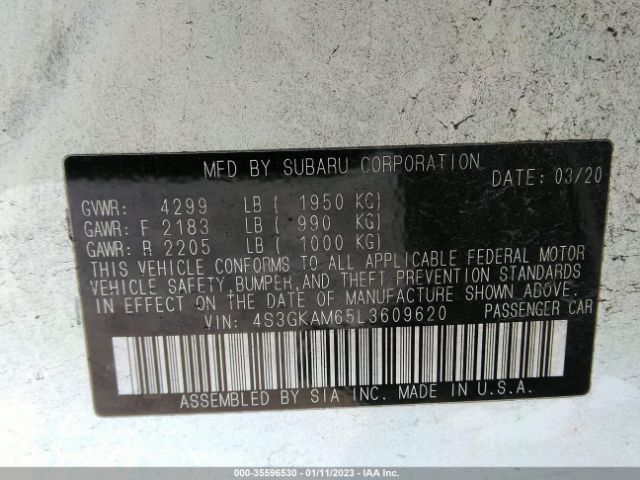 MFD BY SUBARU CORPORATION
DATE: 03/20
GVWR: 4299 LB ( 1950 KG)
GAWR: F 2183 LB ( 990 KG)
GAWR: R 2205 LB ( 1000 KG)
THIS VEHICLE CONFORMS TO ALL APPLICABLE FEDERAL MOTOR
VEHICLE SAFETY, BUMPER, AND THEFT PREVENTION STANDARDS
IN EFFECT ON THE DATE OF MANUFACTURE SHOWN ABOVE.
VIN: 4S3GKAM65L3609620 PASSENGER CAR
ASSEMBLED BY SIA INC. MADE IN U.S.A.
000-35596530 - 01/11/2023 - IAA Inc.